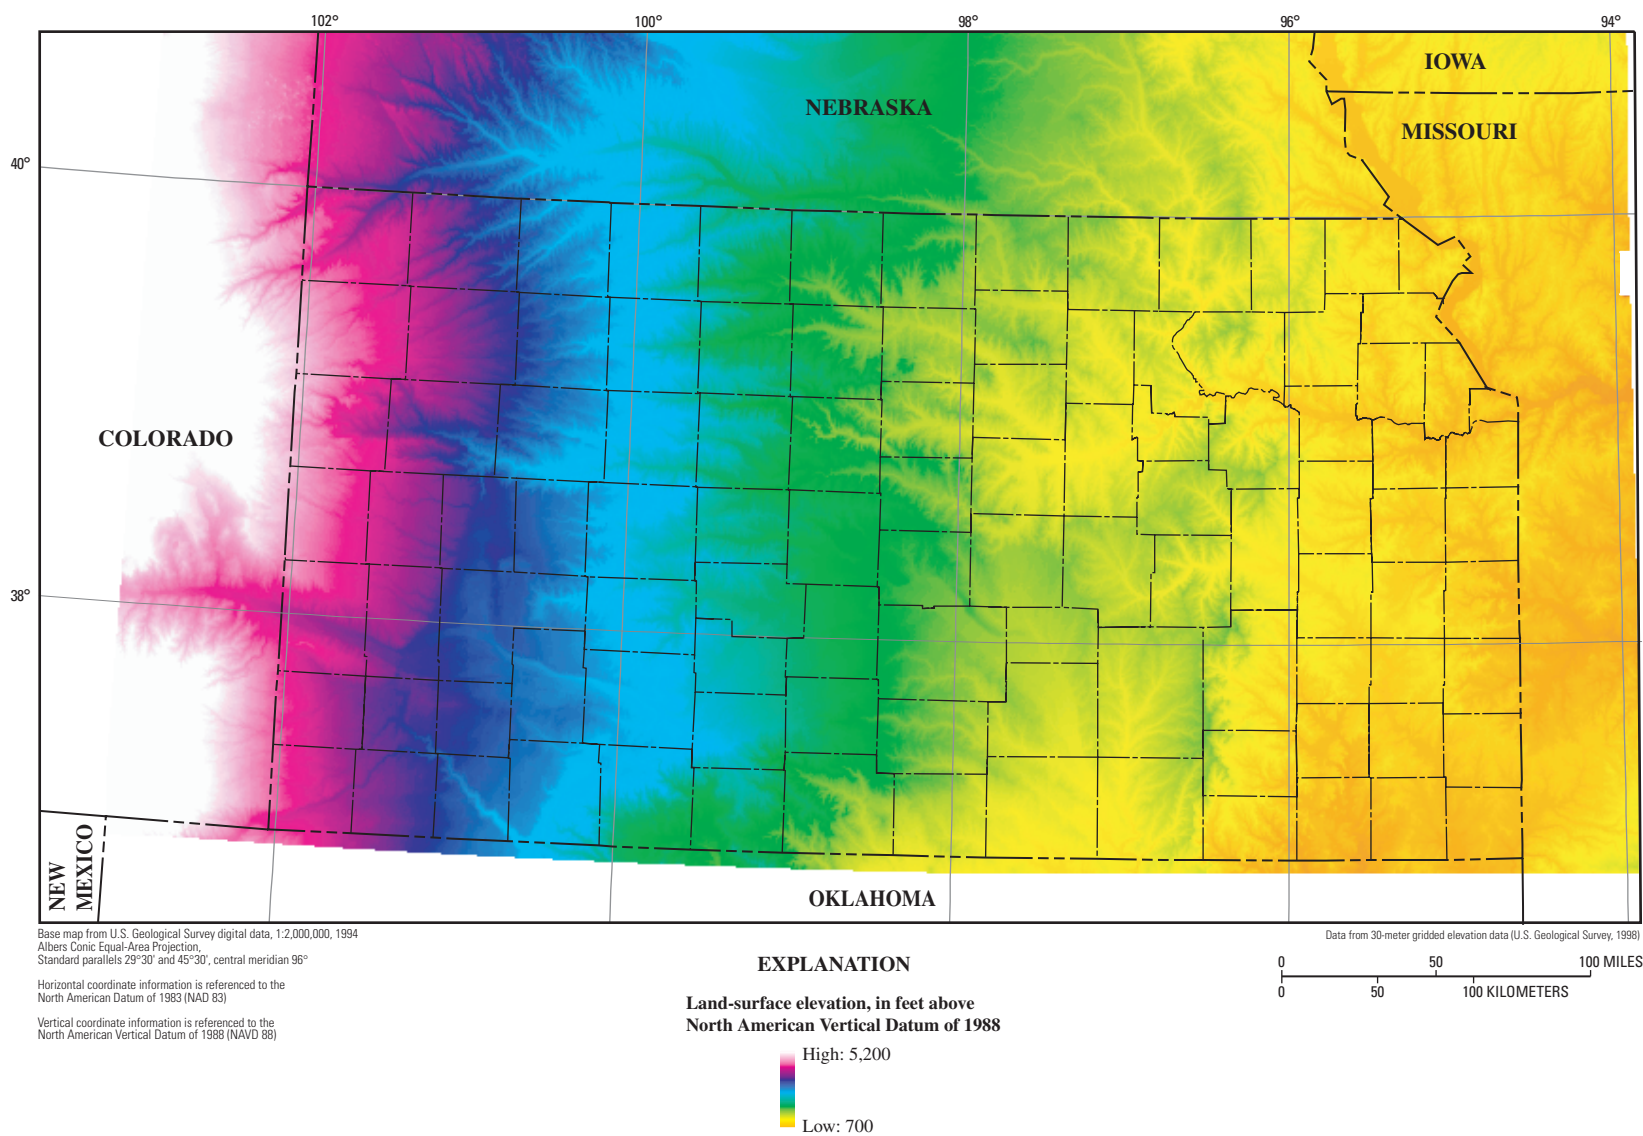 102°
100°
98°
96°
94°
IOWA
NEBRASKA
MISSOURI
40°
COLORADO
38°
NEW
MEXICO
OKLAHOMA
Base map from U.S. Geological Survey digital data, 1:2,000,000, 1994
Albers Conic Equal-Area Projection,
Standard parallels 29°30' and 45°30', central meridian 96°
Horizontal coordinate information is referenced to the
North American Datum of 1983 (NAD 83)
Vertical coordinate information is referenced to the
North American Vertical Datum of 1988 (NAVD 88)
Data from 30-meter gridded elevation data (U.S. Geological Survey, 1998)
0 50 100 MILES
0 50 100 KILOMETERS
EXPLANATION
Land-surface elevation, in feet above
North American Vertical Datum of 1988
High: 5,200
Low: 700